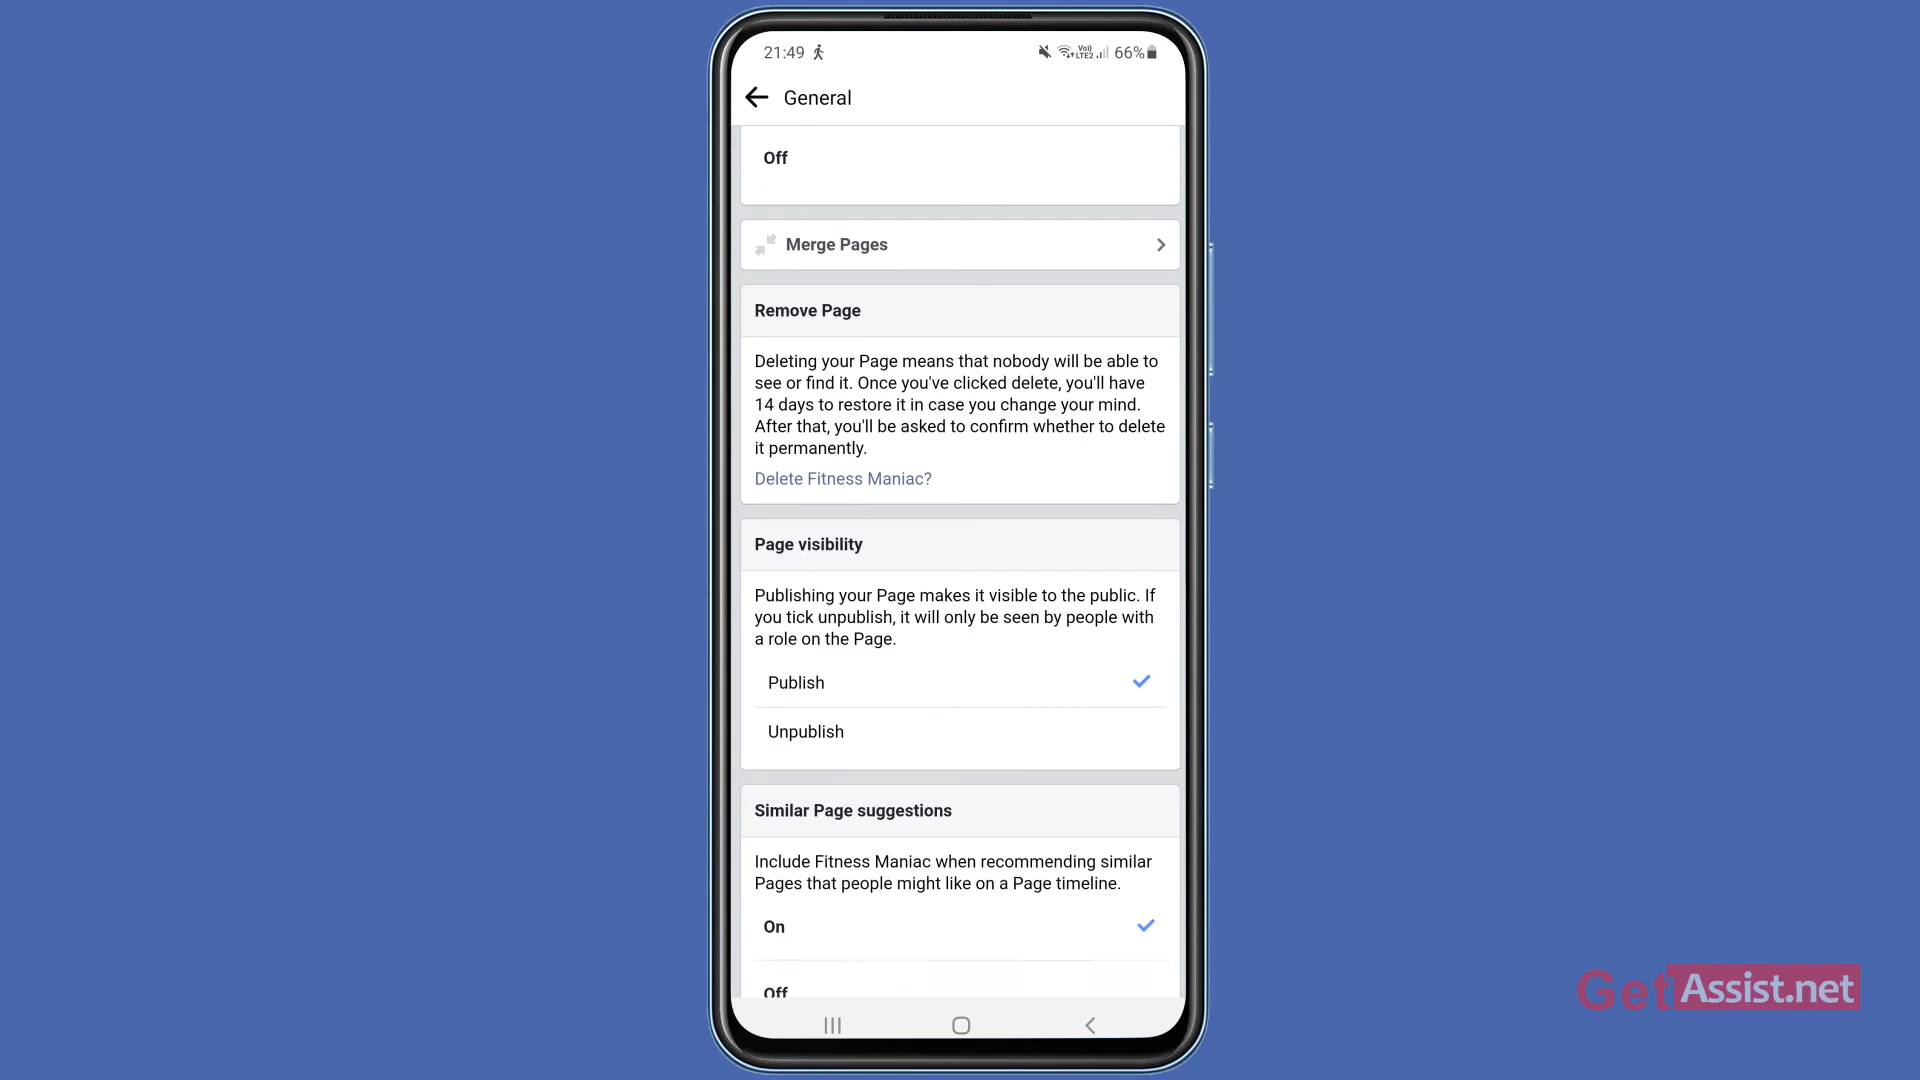 21:49
Vo)) LTE2 66%
General
Off
Merge Pages
Remove Page
Deleting your Page means that nobody will be able to
see or find it. Once you've clicked delete, you'll have
14 days to restore it in case you change your mind.
After that, you'll be asked to confirm whether to delete
it permanently.
Delete Fitness Maniac?
Page visibility
Publishing your Page makes it visible to the public. If
you tick unpublish, it will only be seen by people with
a role on the Page.
Publish
Unpublish
Similar Page suggestions
Include Fitness Maniac when recommending similar
Pages that people might like on a Page timeline.
On
Off
GetAssist.net